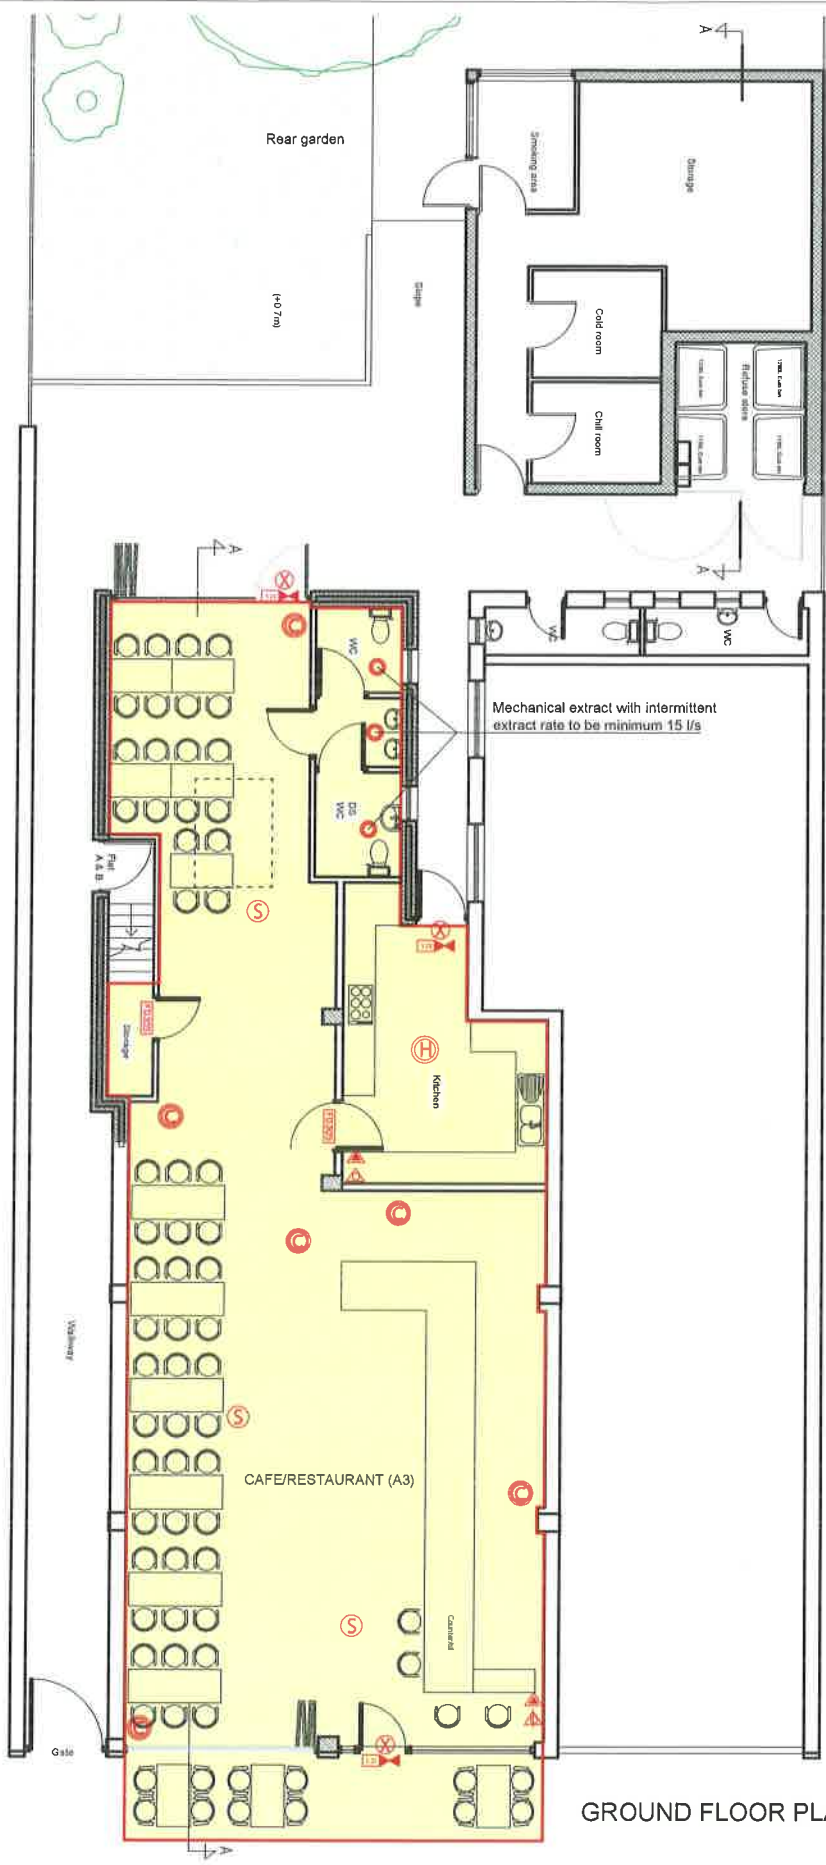 A
Rear garden
Smoking area
Storage
(+0.7m)
Slope
Cold room
Chill room
Refuse store
A
A
WC
WC
WC
Mechanical extract with intermittent
extract rate to be minimum 15 l/s
DS
WC
Flat
A & B
S
Storage
H
Kitchen
C
C
C
C
Walkway
S
CAFE/RESTAURANT (A3)
C
S
Counter/till
C
Gate
GROUND FLOOR PLA
A